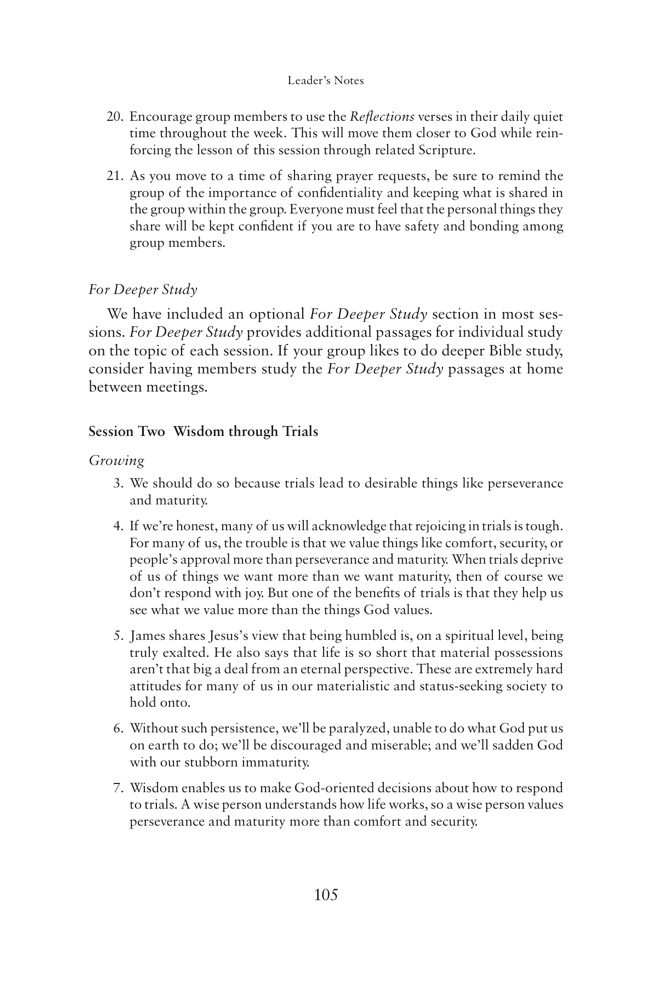 Leader's Notes
20. Encourage group members to use the Reflections verses in their daily quiet
time throughout the week. This will move them closer to God while rein-
forcing the lesson of this session through related Scripture.
21. As you move to a time of sharing prayer requests, be sure to remind the
group of the importance of confidentiality and keeping what is shared in
the group within the group. Everyone must feel that the personal things they
share will be kept confident if you are to have safety and bonding among
group members.
For Deeper Study
We have included an optional For Deeper Study section in most ses-
sions. For Deeper Study provides additional passages for individual study
on the topic of each session. If your group likes to do deeper Bible study,
consider having members study the For Deeper Study passages at home
between meetings.
Session Two Wisdom through Trials
Growing
3. We should do so because trials lead to desirable things like perseverance
and maturity.
4. If we're honest, many of us will acknowledge that rejoicing in trials is tough.
For many of us, the trouble is that we value things like comfort, security, or
people's approval more than perseverance and maturity. When trials deprive
of us of things we want more than we want maturity, then of course we
don't respond with joy. But one of the benefits of trials is that they help us
see what we value more than the things God values.
5. James shares Jesus's view that being humbled is, on a spiritual level, being
truly exalted. He also says that life is so short that material possessions
aren't that big a deal from an eternal perspective. These are extremely hard
attitudes for many of us in our materialistic and status-seeking society to
hold onto.
6. Without such persistence, we'll be paralyzed, unable to do what God put us
on earth to do; we'll be discouraged and miserable; and we'll sadden God
with our stubborn immaturity.
7. Wisdom enables us to make God-oriented decisions about how to respond
to trials. A wise person understands how life works, so a wise person values
perseverance and maturity more than comfort and security.
105